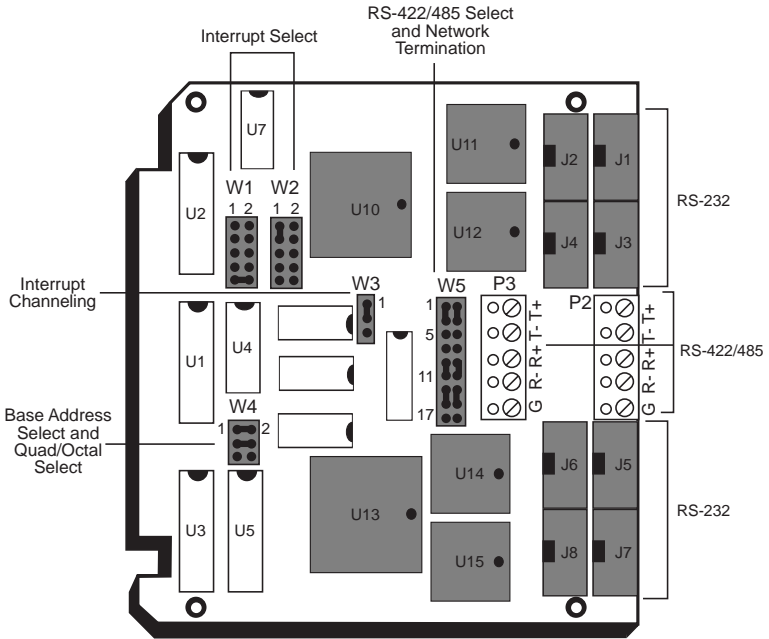 RS-422/485 Select
and Network
Termination
Interrupt Select
U7
U11
J2
J1
W1
W2
1 2
1 2
U2
U10
RS-232
U12
J4
J3
Interrupt
Channeling
W3
1
W5
P3
P2
1
5
11
17
T+
T-
R+
R-
G
T+
T-
R+
R-
G
RS-422/485
U1
U4
Base Address
Select and
Quad/Octal
Select
W4
1
2
U14
J6
J5
U3
U5
U13
RS-232
U15
J8
J7